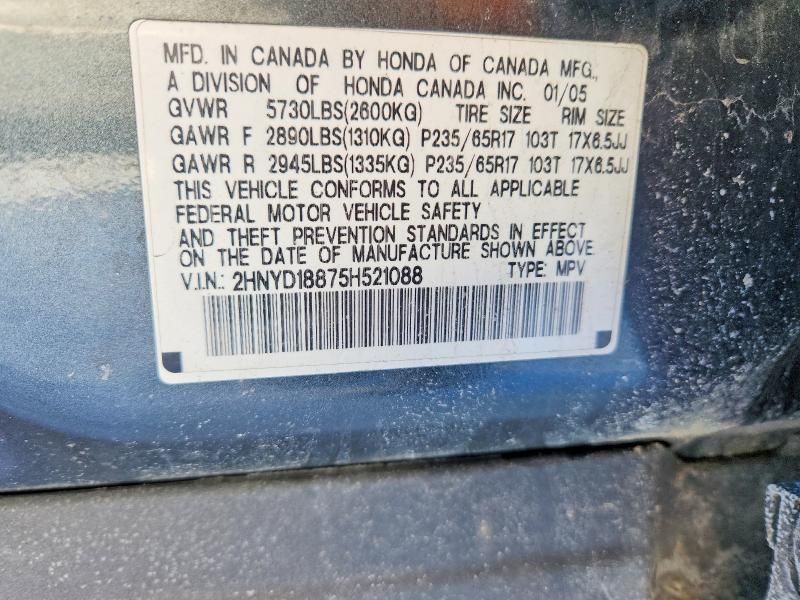 MFD. IN CANADA BY HONDA OF CANADA MFG.,
A DIVISION OF HONDA CANADA INC. 01/05
GVWR 5730LBS(2600KG) TIRE SIZE RIM SIZE
GAWR F 2890LBS(1310KG) P235/65R17 103T 17X6.5JJ
GAWR R 2945LBS(1335KG) P235/65R17 103T 17X6.5JJ
THIS VEHICLE CONFORMS TO ALL APPLICABLE
FEDERAL MOTOR VEHICLE SAFETY
AND THEFT PREVENTION STANDARDS IN EFFECT
ON THE DATE OF MANUFACTURE SHOWN ABOVE.
V.I.N.: 2HNYD18875H521088 TYPE: MPV